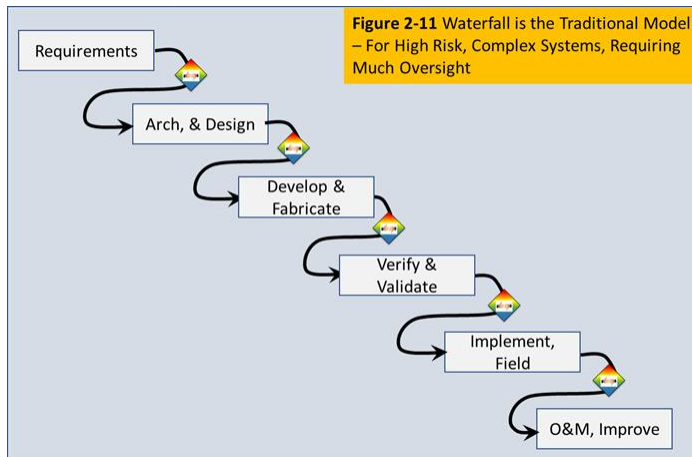 Figure 2-11 Waterfall is the Traditional Model
– For High Risk, Complex Systems, Requiring
Much Oversight
Requirements
Arch, & Design
Develop &
Fabricate
Verify &
Validate
Implement,
Field
O&M, Improve